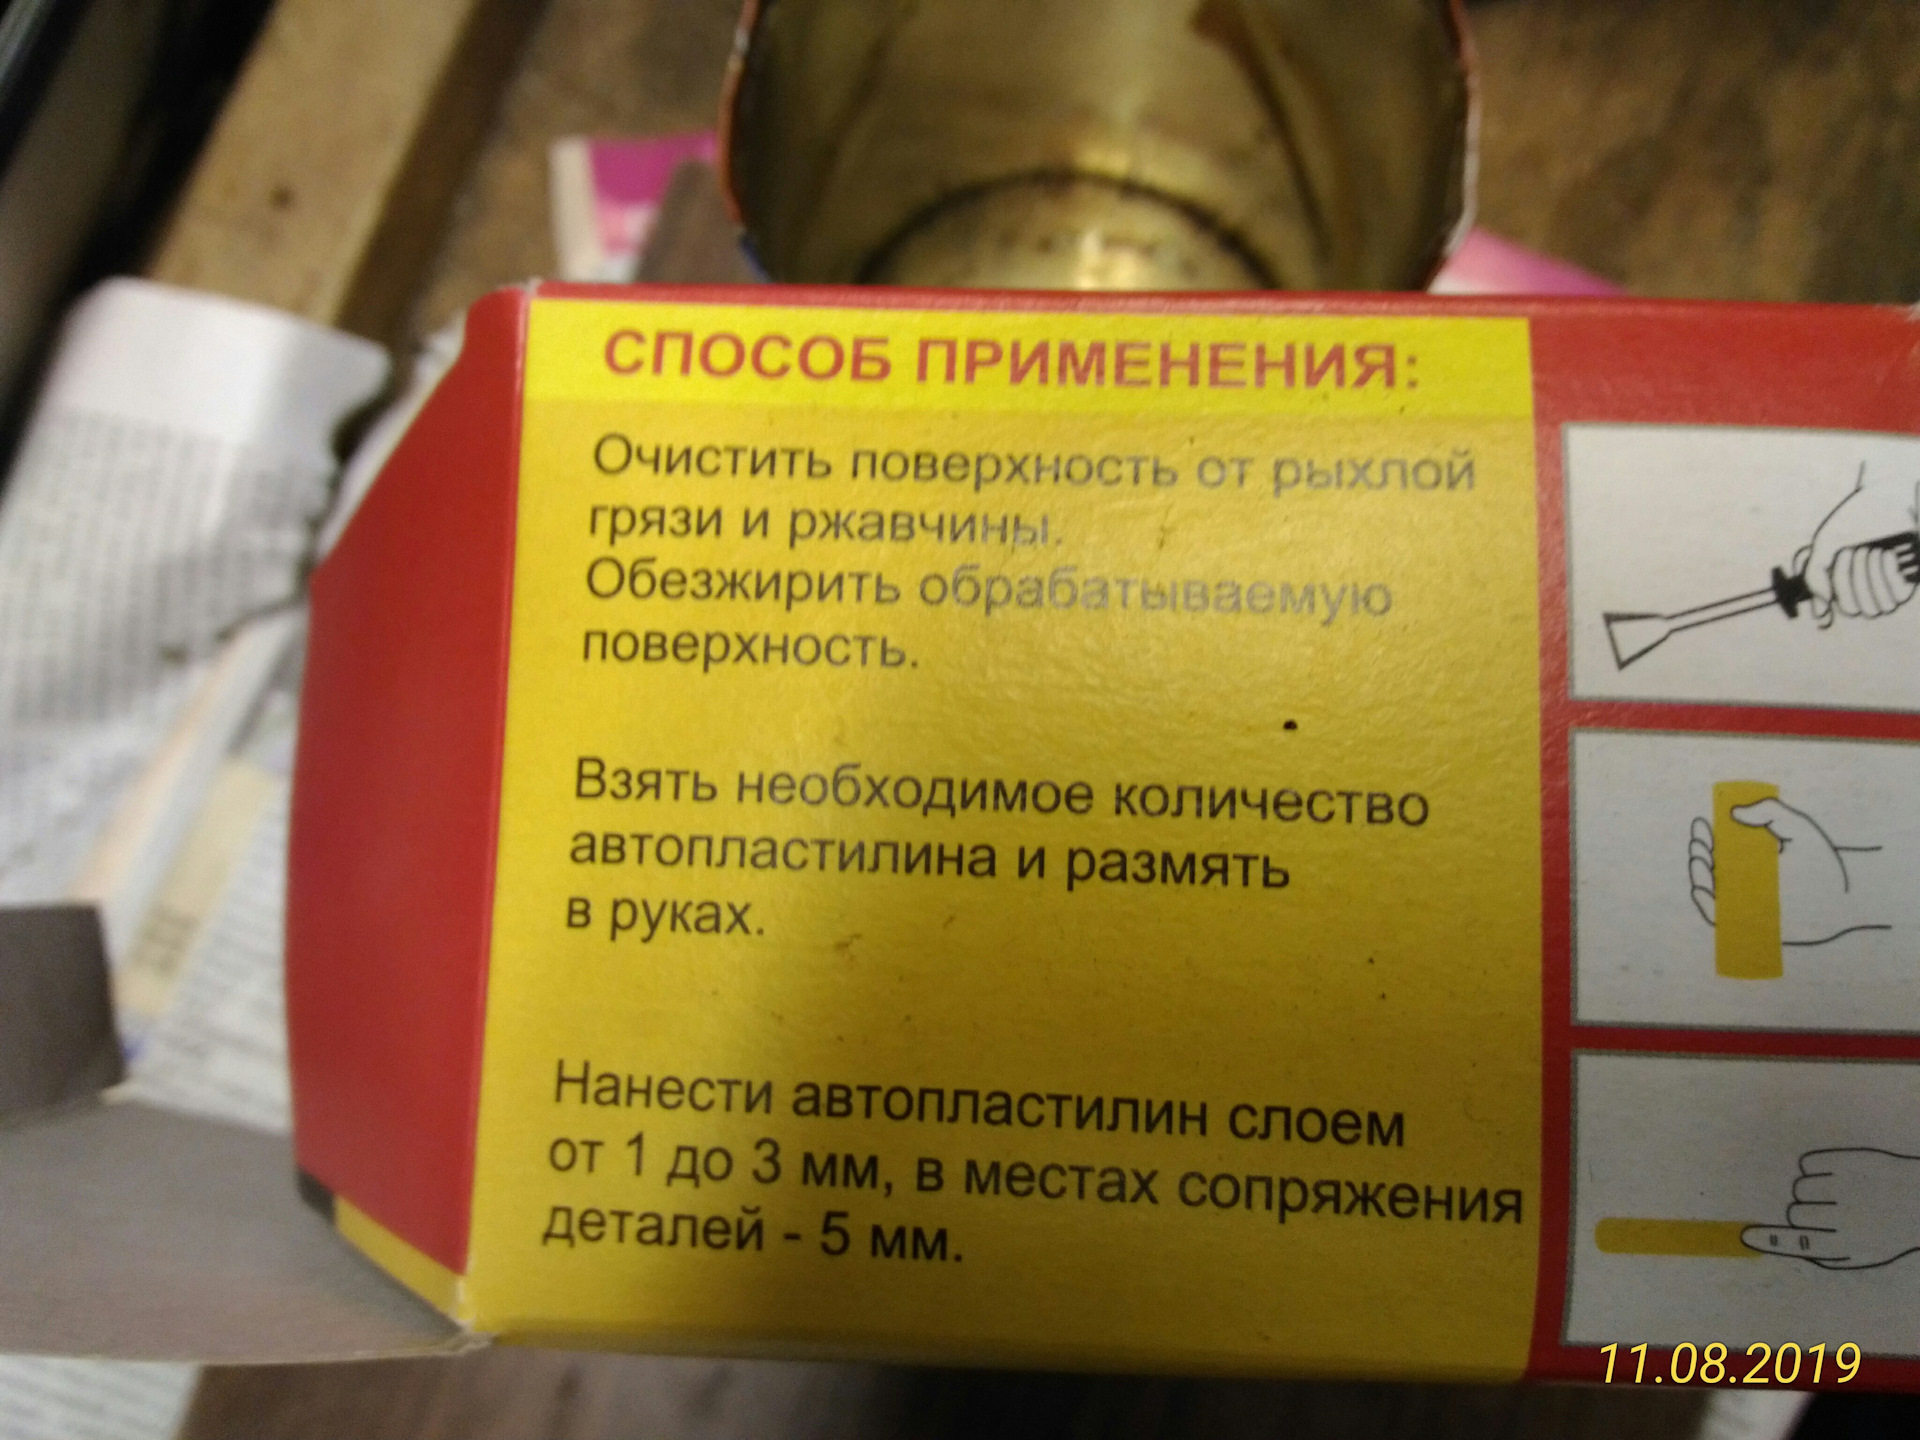 СПОСОБ ПРИМЕНЕНИЯ:
Очистить поверхность от рыхлой
грязи и ржавчины.
Обезжирить обрабатываемую
поверхность.
Взять необходимое количество
автопластилина и размять
в руках.
Нанести автопластилин слоем
от 1 до 3 мм, в местах сопряжения
деталей - 5 мм.
11.08.2019